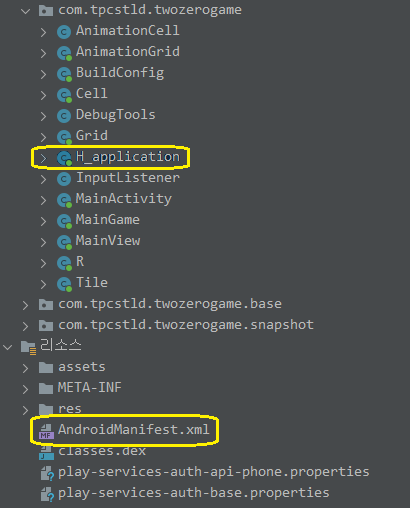 com.tpcstld.twozerogame
AnimationCell
AnimationGrid
BuildConfig
Cell
DebugTools
Grid
H_application
InputListener
MainActivity
MainGame
MainView
R
Tile
com.tpcstld.twozerogame.base
com.tpcstld.twozerogame.snapshot
리소스
assets
META-INF
res
MF AndroidManifest.xml
classes.dex
play-services-auth-api-phone.properties
play-services-auth-base.properties